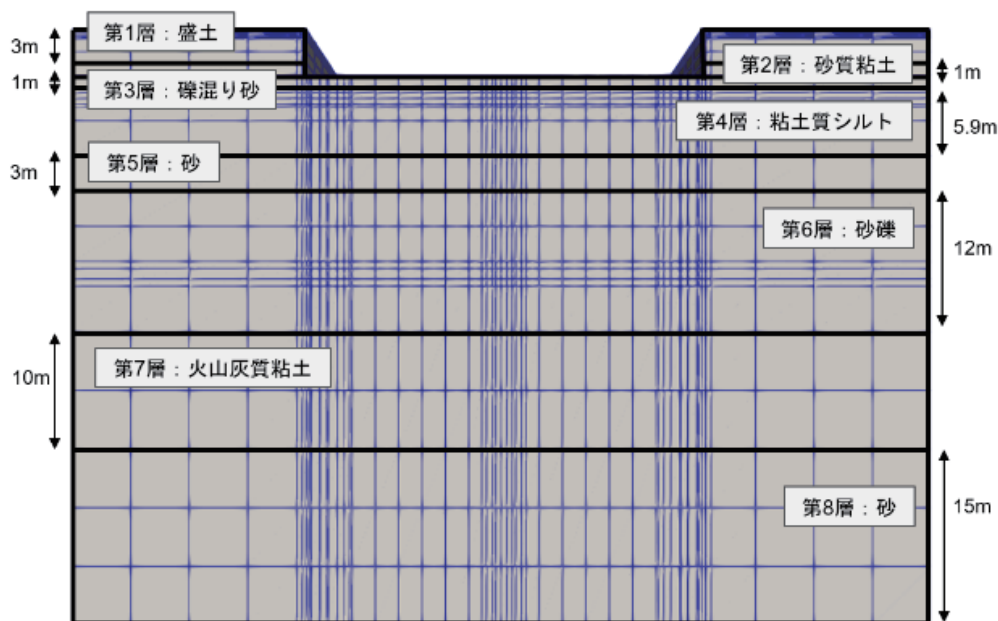 第1層：盛土
3m
第2層：砂質粘土
1m
1m
第3層：礫混り砂
第4層：粘土質シルト
5.9m
第5層：砂
3m
第6層：砂礫
12m
第7層：火山灰質粘土
10m
第8層：砂
15m